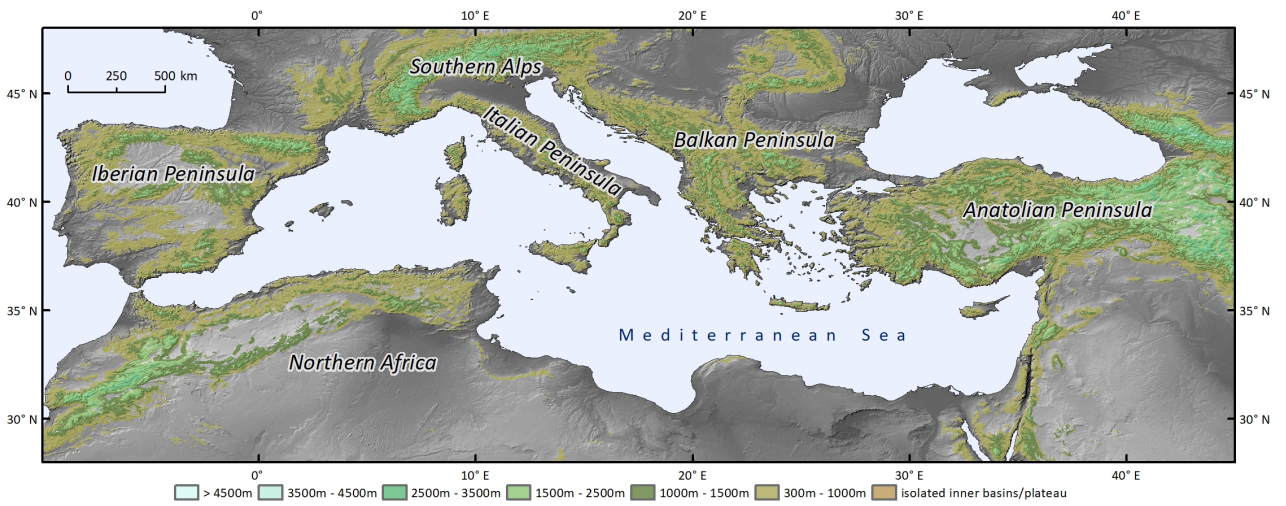 0° 10° E 20° E 30° E 40° E
0 250 500 km
Southern Alps
45° N 45° N
Italian Peninsula
Balkan Peninsula
Iberian Peninsula
40° N 40° N
Anatolian Peninsula
35° N 35° N
Mediterranean Sea
Northern Africa
30° N 30° N
0° 10° E 20° E 30° E 40° E
> 4500m 3500m - 4500m 2500m - 3500m 1500m - 2500m 1000m - 1500m 300m - 1000m isolated inner basins/plateau